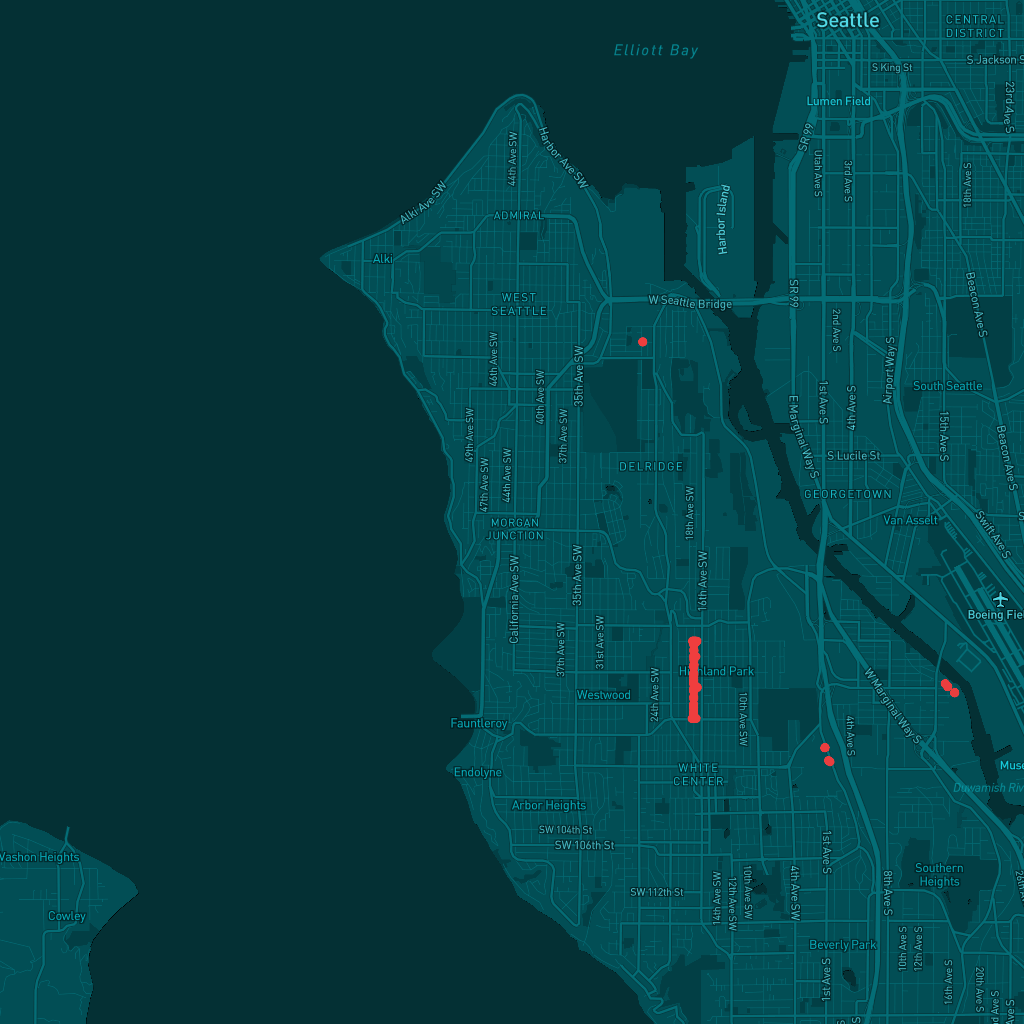 Seattle
CENTRAL
DISTRICT
Elliott Bay
S King St
S Jackson S
23rd Ave S
Lumen Field
SR 99
Utah Ave S
3rd Ave S
18th Ave S
44th Ave SW
Harbor Ave SW
Alki Ave SW
ADMIRAL
Harbor Island
Alki
WEST
SEATTLE
W Seattle Bridge
SR 99
2nd Ave S
Beacon Ave S
46th Ave SW
35th Ave SW
40th Ave SW
Airport Way S
South Seattle
1st Ave S
4th Ave S
15th Ave S
49th Ave SW
37th Ave SW
E Marginal Way S
Beacon Ave S
S Lucile St
DELRIDGE
47th Ave SW
44th Ave SW
18th Ave SW
GEORGETOWN
Van Asselt
Swift Ave S
S
MORGAN
JUNCTION
35th Ave SW
16th Ave SW
California Ave SW
Boeing Fiel
37th Ave SW
31st Ave SW
24th Ave SW
Highland Park
Westwood
10th Ave SW
W Marginal Way S
4th Ave S
Fauntleroy
Endolyne
WHITE
CENTER
Muse
Duwamish Riv
Arbor Heights
SW 104th St
SW 106th St
1st Ave S
Washon Heights
Cowley
SW 112th St
14th Ave SW
12th Ave SW
10th Ave SW
4th Ave SW
8th Ave S
Southern
Heights
26th
Beverly Park
10th Ave S
12th Ave S
1st Ave S
16th Ave S
20th Ave S
nd Ave S
Ave S
S